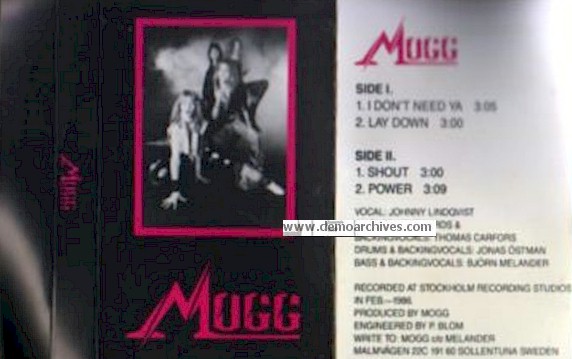 MOGG
MOGG
MOGG
SIDE I.
1. I DON'T NEED YA 3:05
2. LAY DOWN 3:00
SIDE II.
1. SHOUT 3:00
2. POWER 3:09
VOCAL: JOHNNY LINDQVIST
RDS &
www.demoarchives.com
BACKINGVOCALS: THOMAS CARFORS
DRUMS & BACKINGVOCALS: JONAS ÖSTMAN
BASS & BACKINGVOCALS: BJÖRN MELANDER
RECORDED AT STOCKHOLM RECORDING STUDIOS
IN FEB.—1986.
PRODUCED BY MOGG
ENGINEERED BY P. BLOM
WRITE TO: MOGG c/o MELANDER
MALMVÄGEN 22C 191 60 SOLLENTUNA SWEDEN